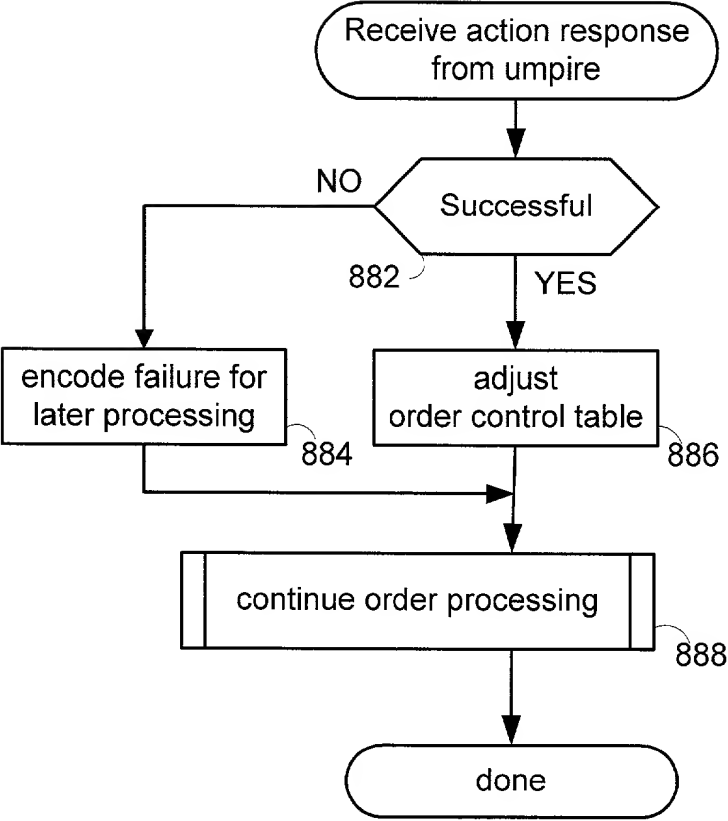 Receive action response
from umpire
NO
Successful
882
YES
encode failure for
later processing
884
adjust
order control table
886
continue order processing
888
done